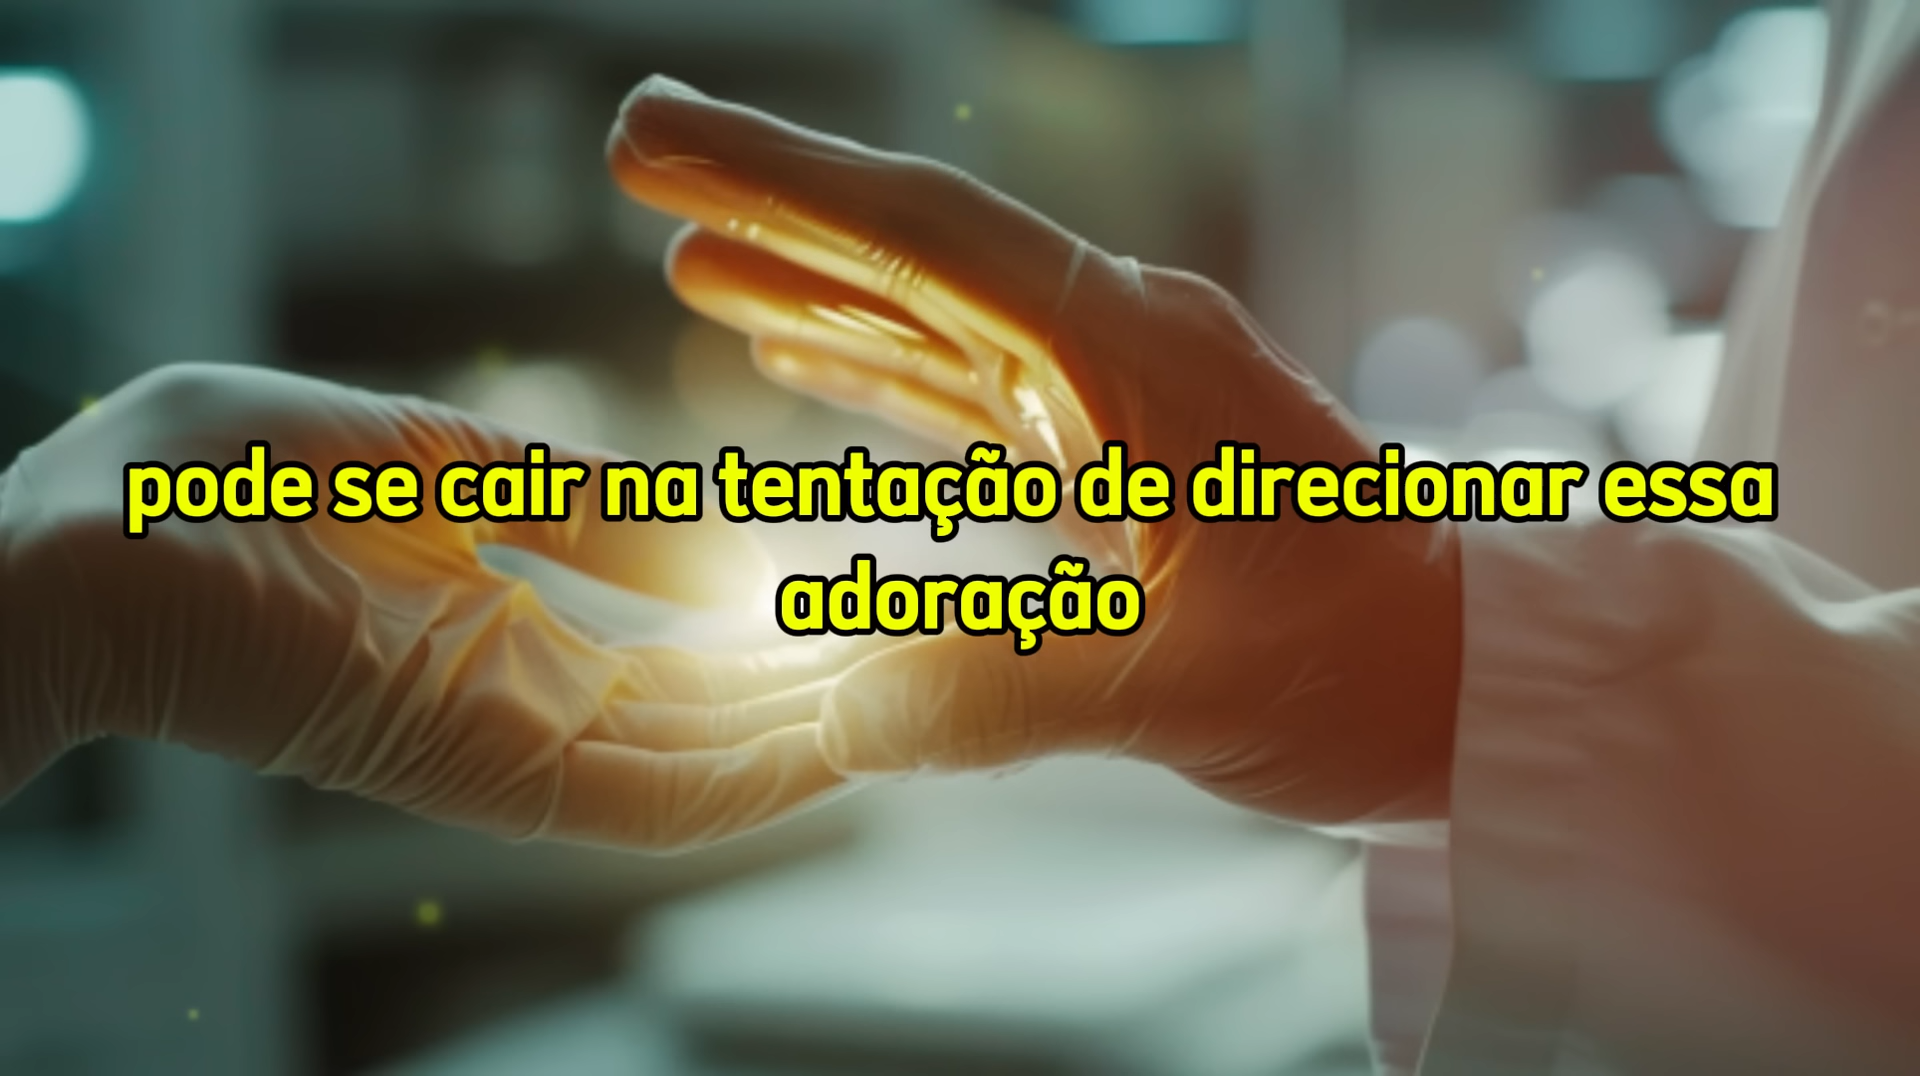 pode se cair na tentação de direcionar essa
adoração